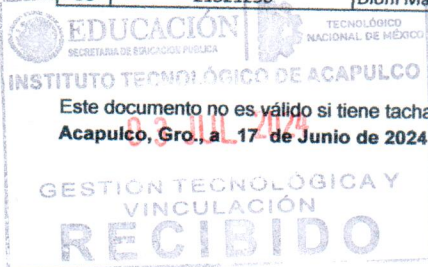 EDUCACIÓN
SECRETARÍA DE EDUCACIÓN PÚBLICA
TECNOLÓGICO
NACIONAL DE MÉXICO
INSTITUTO TECNOLÓGICO DE ACAPULCO
Este documento no es válido si tiene tacha
Acapulco, Gro., a 17 de Junio de 2024
03 JUL. 2024
GESTIÓN TECNOLÓGICA Y
VINCULACIÓN
RECIBIDO